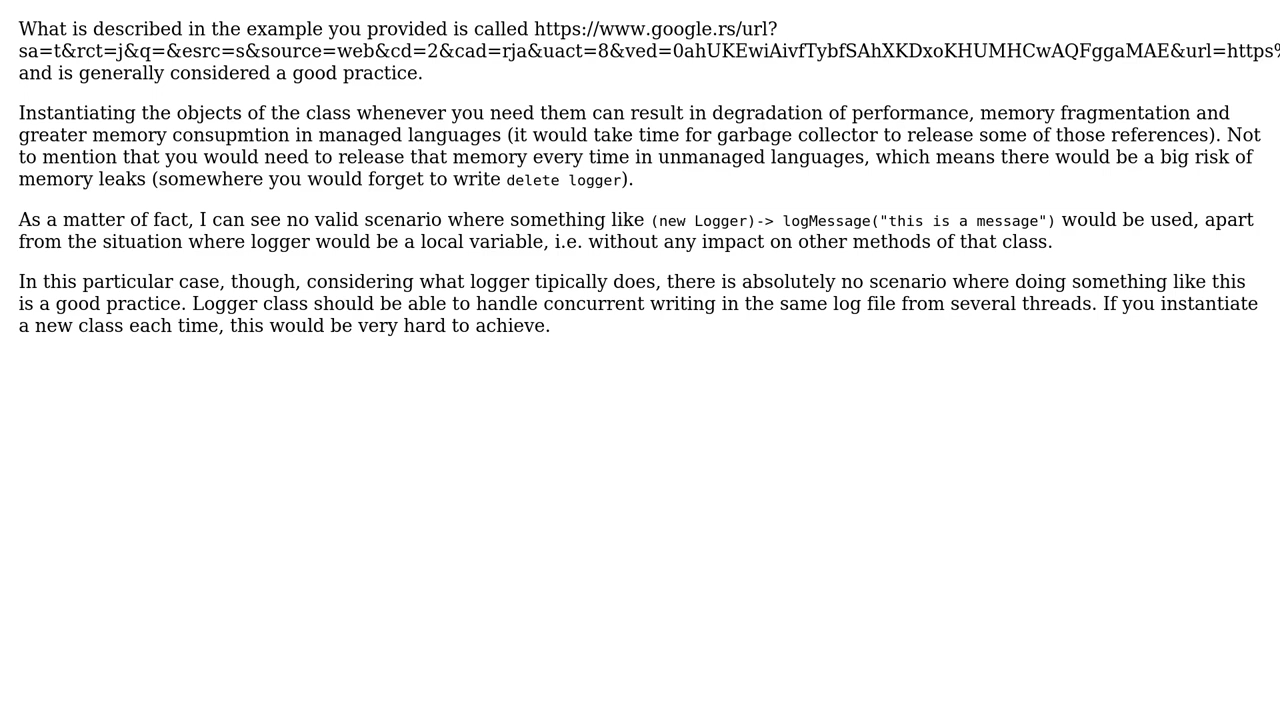 What is described in the example you provided is called https://www.google.rs/url?
sa=t&rct=j&q=&esrc=s&source=web&cd=2&cad=rja&uact=8&ved=0ahUKEwiAivfTybfSAhXKDxoKHUMHCwAQFggaMAE&url=https%
and is generally considered a good practice.
Instantiating the objects of the class whenever you need them can result in degradation of performance, memory fragmentation and
greater memory consupmtion in managed languages (it would take time for garbage collector to release some of those references). Not
to mention that you would need to release that memory every time in unmanaged languages, which means there would be a big risk of
memory leaks (somewhere you would forget to write delete logger).
As a matter of fact, I can see no valid scenario where something like (new Logger)-> logMessage("this is a message") would be used, apart
from the situation where logger would be a local variable, i.e. without any impact on other methods of that class.
In this particular case, though, considering what logger tipically does, there is absolutely no scenario where doing something like this
is a good practice. Logger class should be able to handle concurrent writing in the same log file from several threads. If you instantiate
a new class each time, this would be very hard to achieve.